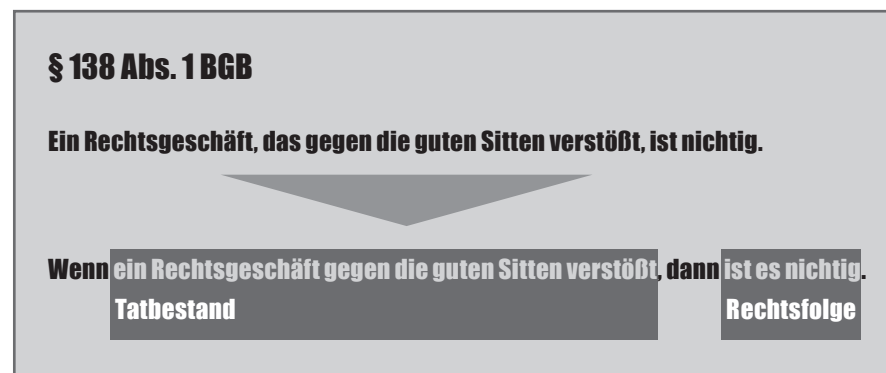 § 138 Abs. 1 BGB
Ein Rechtsgeschäft, das gegen die guten Sitten verstößt, ist nichtig.
Wenn ein Rechtsgeschäft gegen die guten Sitten verstößt, dann ist es nichtig.
Tatbestand Rechtsfolge